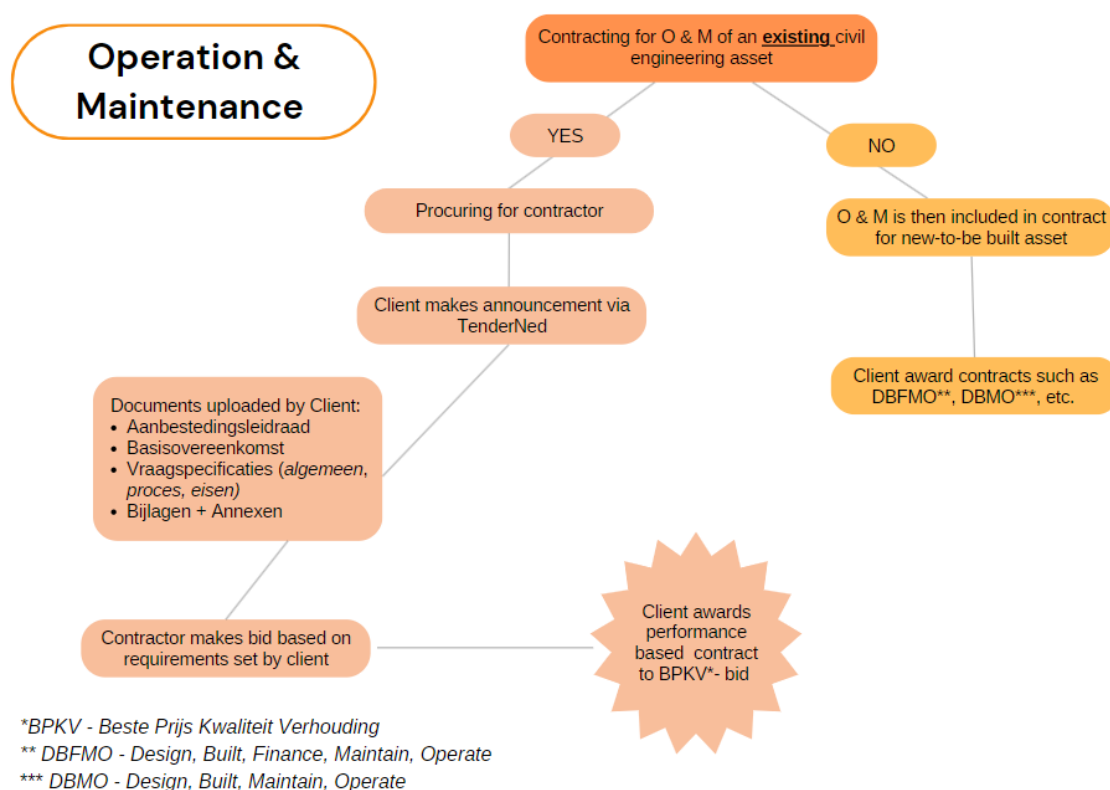 Operation &
Maintenance
Contracting for O & M of an existing civil
engineering asset
YES
NO
Procuring for contractor
O & M is then included in contract
for new-to-be built asset
Client makes announcement via
TenderNed
Client award contracts such as
DBFMO**, DBMO***, etc.
Documents uploaded by Client:
• Aanbestedingsleidraad
• Basisovereenkomst
• Vraagspecificaties (algemeen,
proces, eisen)
• Bijlagen + Annexen
Contractor makes bid based on
requirements set by client
Client awards
performance
based contract
to BPKV*- bid
*BPKV - Beste Prijs Kwaliteit Verhouding
** DBFMO - Design, Built, Finance, Maintain, Operate
*** DBMO - Design, Built, Maintain, Operate